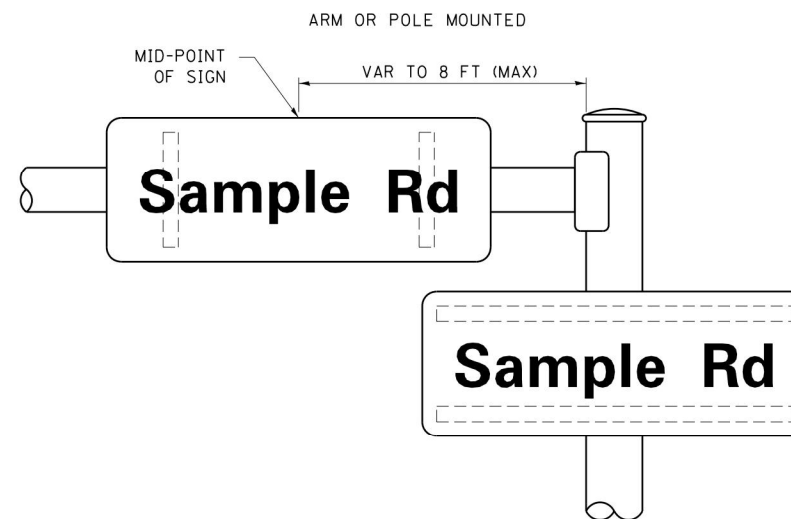 ARM OR POLE MOUNTED
MID-POINT
OF SIGN
VAR TO 8 FT (MAX)
Sample Rd
Sample Rd